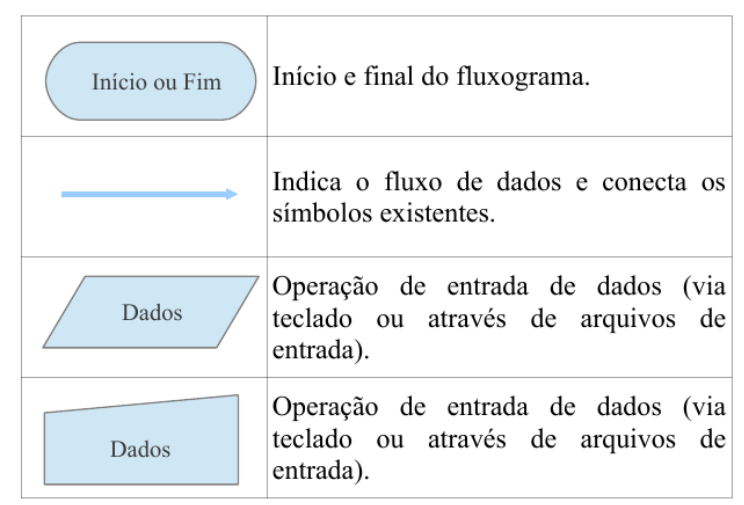 Início ou Fim
Início e final do fluxograma.
Indica o fluxo de dados e conecta os
símbolos existentes.
Dados
Operação de entrada de dados (via
teclado ou através de arquivos de
entrada).
Dados
Operação de entrada de dados (via
teclado ou através de arquivos de
entrada).